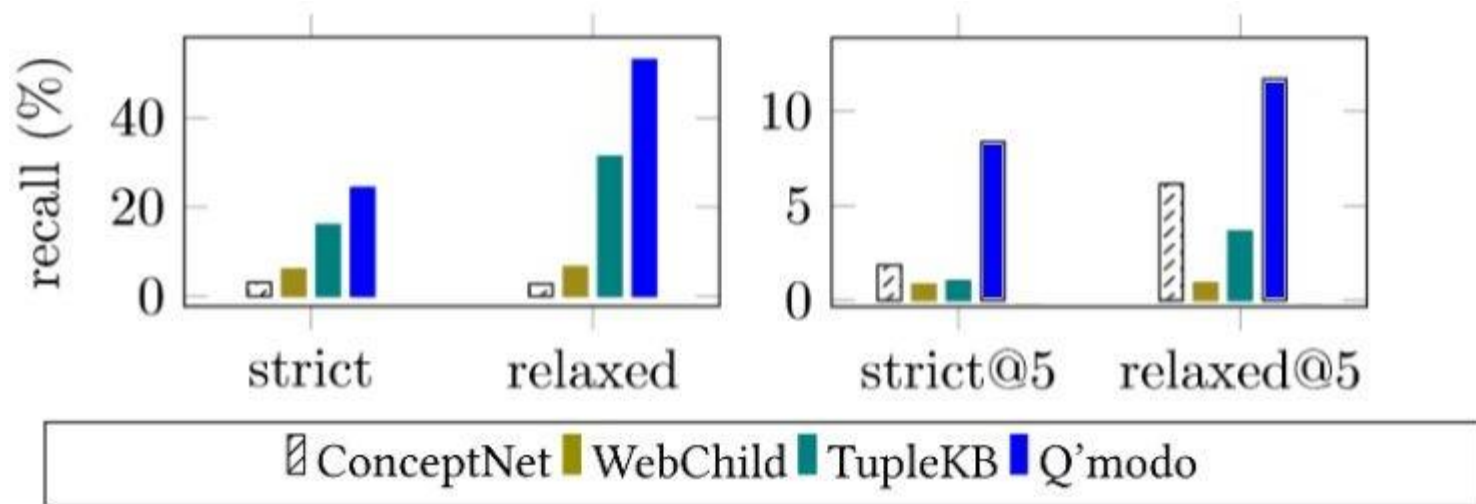 recall (%)
40
20
0
strict
relaxed
10
5
0
strict@5
relaxed@5
ConceptNet WebChild TupleKB Q’modo